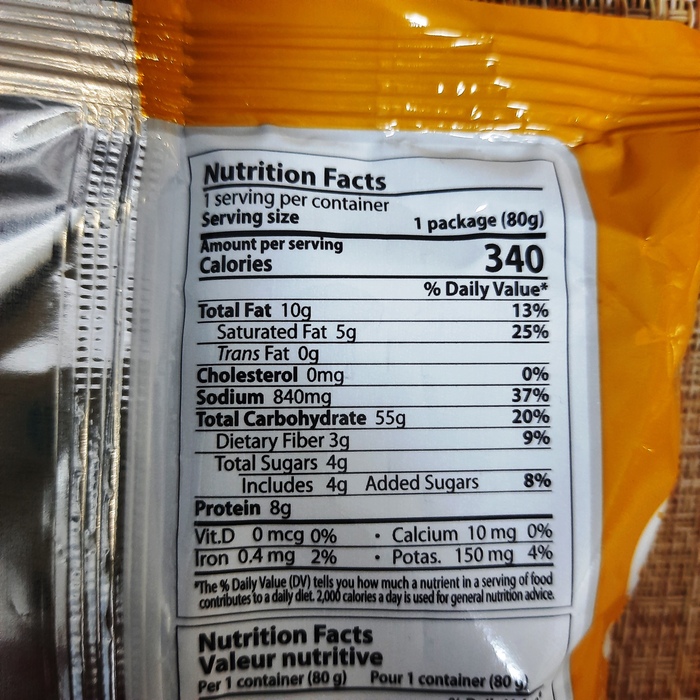 Nutrition Facts
1 serving per container
Serving size 1 package (80g)
Amount per serving
Calories 340
% Daily Value*
Total Fat 10g 13%
Saturated Fat 5g 25%
Trans Fat 0g
Cholesterol 0mg 0%
Sodium 840mg 37%
Total Carbohydrate 55g 20%
Dietary Fiber 3g 9%
Total Sugars 4g
Includes 4g Added Sugars 8%
Protein 8g
Vit.D 0 mcg 0% • Calcium 10 mg 0%
Iron 0.4 mg 2% • Potas. 150 mg 4%
*The % Daily Value (DV) tells you how much a nutrient in a serving of food
contributes to a daily diet. 2,000 calories a day is used for general nutrition advice.
Nutrition Facts
Valeur nutritive
Per 1 container (80 g) Pour 1 container (80 g)